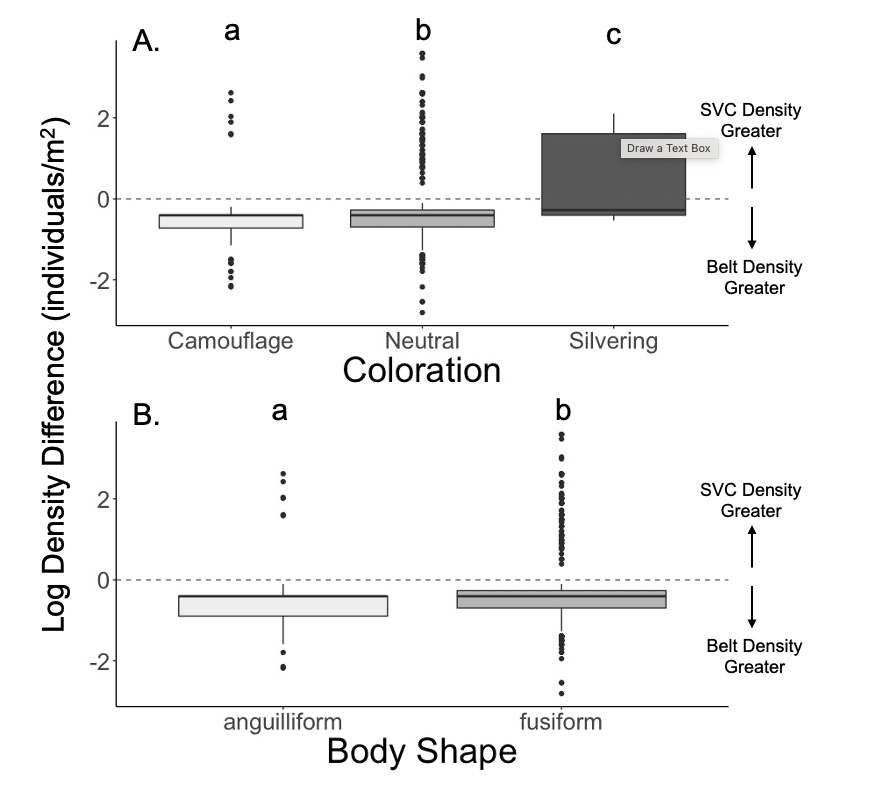 A.
a
b
c
2
0
-2
SVC Density
Greater
Draw a Text Box
Belt Density
Greater
Camouflage
Neutral
Silvering
Coloration
Log Density Difference (individuals/m²)
B.
a
b
2
0
-2
SVC Density
Greater
Belt Density
Greater
anguilliform
fusiform
Body Shape